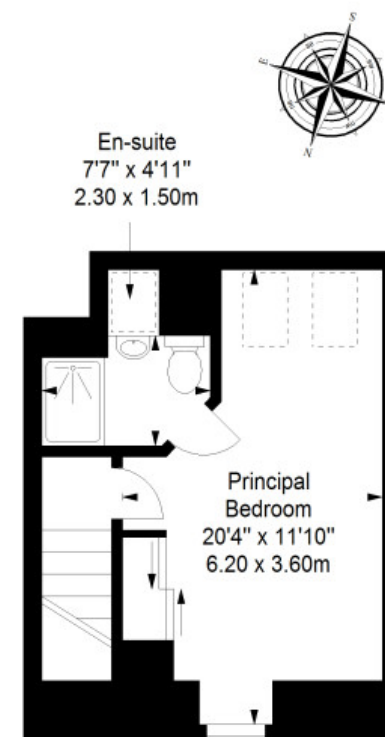 S
E
N
En-suite
7'7" x 4'11"
2.30 x 1.50m
Principal
Bedroom
20'4" x 11'10"
6.20 x 3.60m